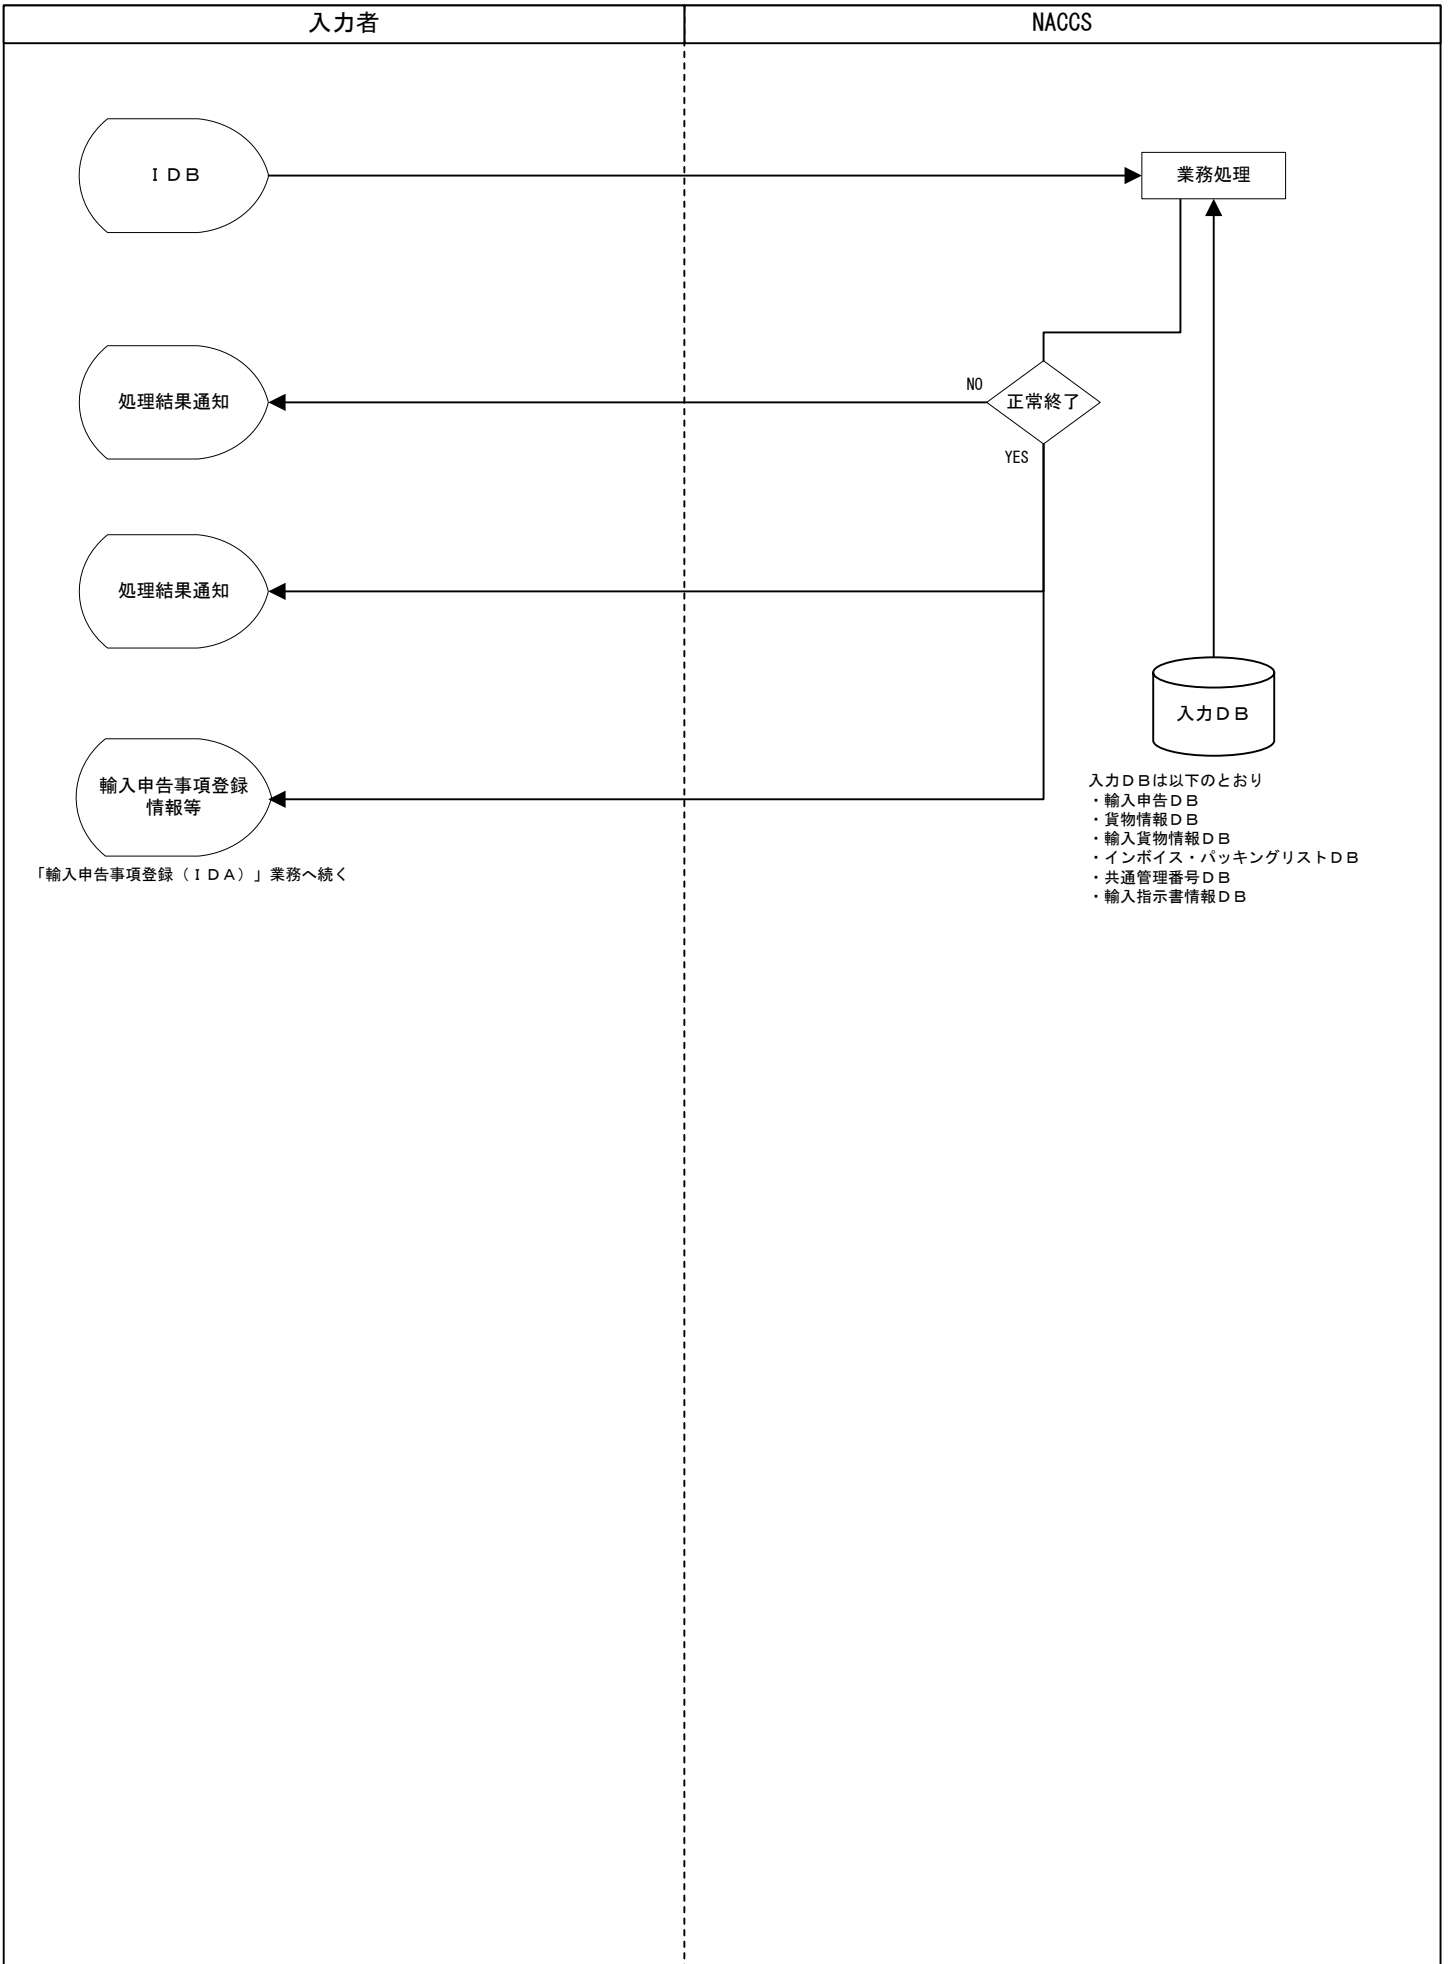 入力者
NACCS
ＩＤＢ
業務処理
処理結果通知
NO
正常終了
YES
処理結果通知
入力ＤＢ
輸入申告事項登録
情報等
「輸入申告事項登録（ＩＤＡ）」業務へ続く
入力ＤＢは以下のとおり
・輸入申告ＤＢ
・貨物情報ＤＢ
・輸入貨物情報ＤＢ
・インボイス・パッキングリストＤＢ
・共通管理番号ＤＢ
・輸入指示書情報ＤＢ